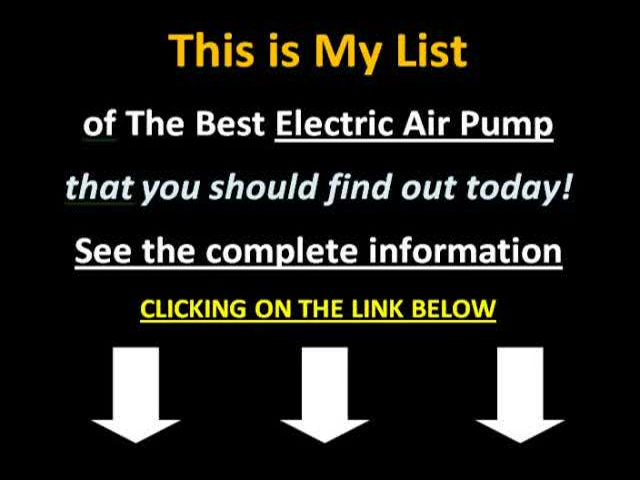 This is My List
of The Best Electric Air Pump
that you should find out today!
See the complete information
CLICKING ON THE LINK BELOW